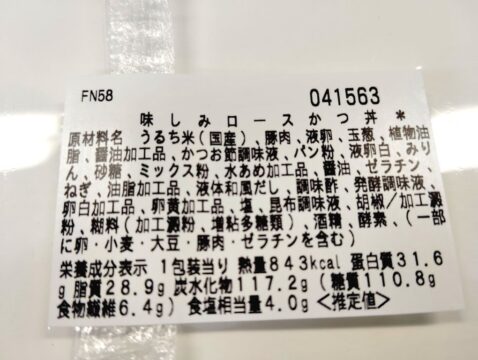 FN58
041563
味しみロースかつ丼 *
原材料名 うるち米(国産)、豚肉、液卵、玉葱、植物油
脂、醤油加工品、かつお節調味液、パン粉、液卵白、みり
ん、砂糖、ミックス粉、水あめ加工品、醤油、ゼラチン、
ねぎ、油脂加工品、液体和風だし、調味酢、発酵調味液、
卵白加工品、卵黄加工品、塩、昆布調味液、胡椒/加工澱
粉、糊料(加工澱粉、増粘多糖類)、酒精、酵素、(一部
に卵・小麦・大豆・豚肉・ゼラチンを含む)
栄養成分表示 1包装当り 熱量843kcal 蛋白質31.6
g 脂質28.9g 炭水化物117.2g (糖質110.8g
食物繊維6.4g) 食塩相当量4.0g <推定値>